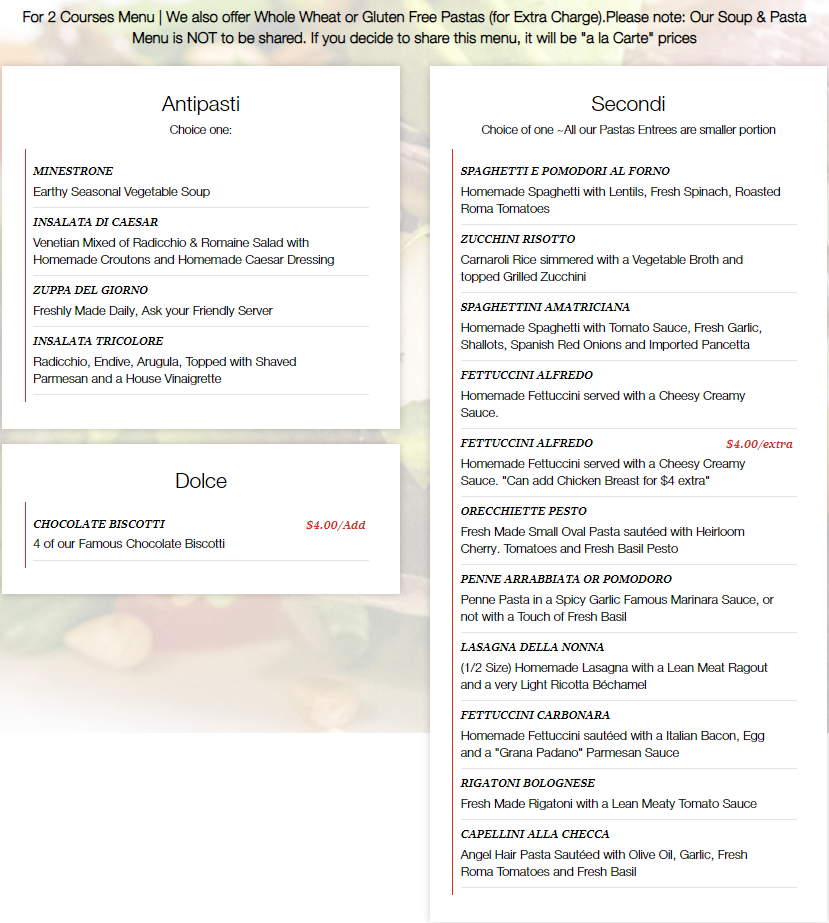 For 2 Courses Menu | We also offer Whole Wheat or Gluten Free Pastas (for Extra Charge).Please note: Our Soup & Pasta
Menu is NOT to be shared. If you decide to share this menu, it will be "a la Carte" prices
Antipasti
Choice one:
MINESTRONE
Earthy Seasonal Vegetable Soup
INSALATA DI CAESAR
Venetian Mixed of Radicchio & Romaine Salad with
Homemade Croutons and Homemade Caesar Dressing
ZUPPA DEL GIORNO
Freshly Made Daily, Ask your Friendly Server
INSALATA TRICOLORE
Radicchio, Endive, Arugula, Topped with Shaved
Parmesan and a House Vinaigrette
Dolce
CHOCOLATE BISCOTTI $4.00/Add
4 of our Famous Chocolate Biscotti
Secondi
Choice of one ~All our Pastas Entrees are smaller portion
SPAGHETTI E POMODORI AL FORNO
Homemade Spaghetti with Lentils, Fresh Spinach, Roasted
Roma Tomatoes
ZUCCHINI RISOTTO
Carnaroli Rice simmered with a Vegetable Broth and
topped Grilled Zucchini
SPAGHETTINI AMATRICIANA
Homemade Spaghetti with Tomato Sauce, Fresh Garlic,
Shallots, Spanish Red Onions and Imported Pancetta
FETTUCCINI ALFREDO
Homemade Fettuccini served with a Cheesy Creamy
Sauce.
FETTUCCINI ALFREDO $4.00/extra
Homemade Fettuccini served with a Cheesy Creamy
Sauce. "Can add Chicken Breast for $4 extra"
ORECCHIETTE PESTO
Fresh Made Small Oval Pasta sautéed with Heirloom
Cherry. Tomatoes and Fresh Basil Pesto
PENNE ARRABBIATA OR POMODORO
Penne Pasta in a Spicy Garlic Famous Marinara Sauce, or
not with a Touch of Fresh Basil
LASAGNA DELLA NONNA
(1/2 Size) Homemade Lasagna with a Lean Meat Ragout
and a very Light Ricotta Béchamel
FETTUCCINI CARBONARA
Homemade Fettuccini sautéed with a Italian Bacon, Egg
and a "Grana Padano" Parmesan Sauce
RIGATONI BOLOGNESE
Fresh Made Rigatoni with a Lean Meaty Tomato Sauce
CAPELLINI ALLA CHECCA
Angel Hair Pasta Sautéed with Olive Oil, Garlic, Fresh
Roma Tomatoes and Fresh Basil